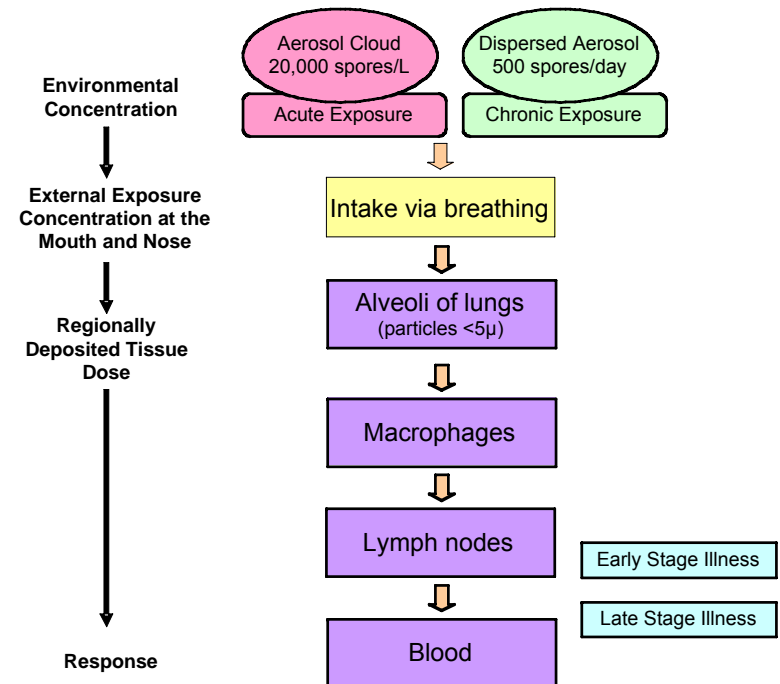 Aerosol Cloud
20,000 spores/L
Acute Exposure
Dispersed Aerosol
500 spores/day
Chronic Exposure
Environmental
Concentration
External Exposure
Concentration at the
Mouth and Nose
Intake via breathing
Regionally
Deposited Tissue
Dose
Alveoli of lungs
(particles <5µ)
Macrophages
Lymph nodes
Early Stage Illness
Late Stage Illness
Response
Blood